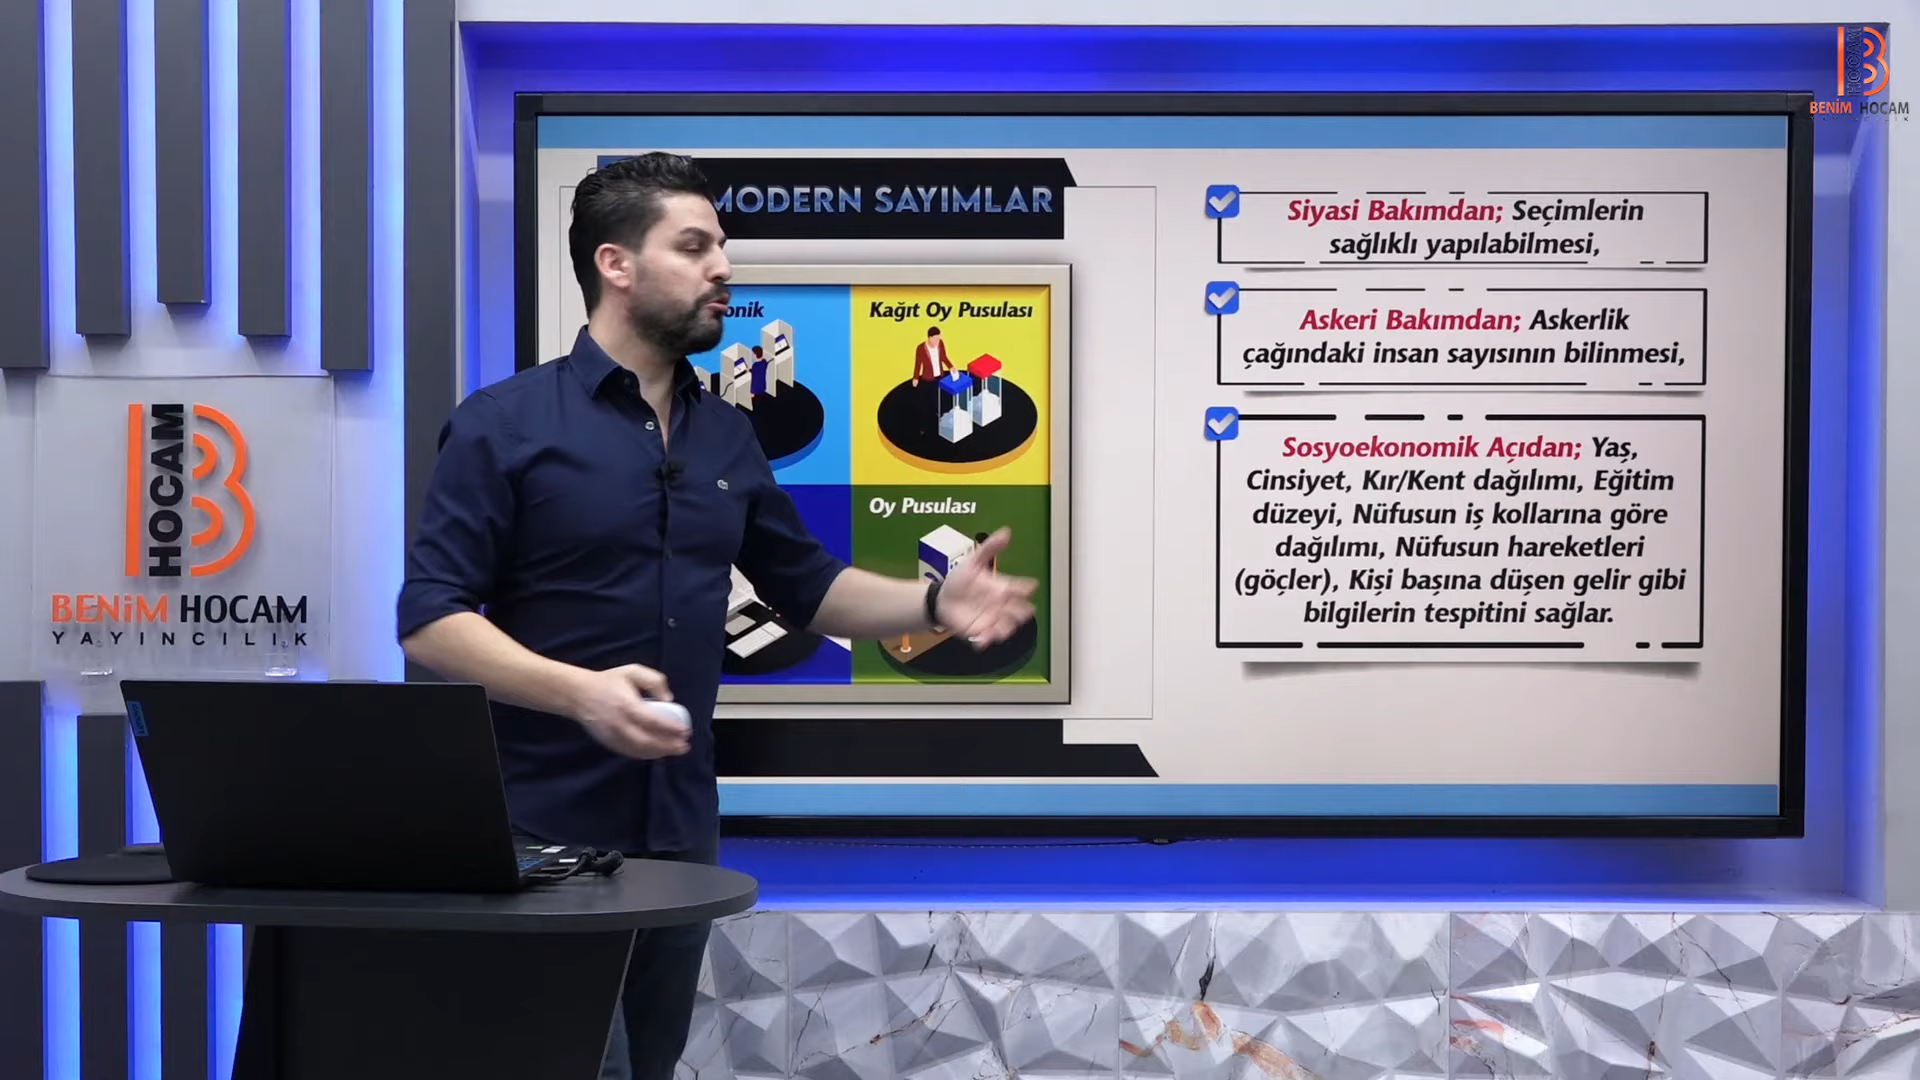 HOCAM
BENİM HOCAM
YAYINCILIK
MODERN SAYIMLAR
Kağıt Oy Pusulası
Oy Pusulası
Siyasi Bakımdan; Seçimlerin
sağlıklı yapılabilmesi,
Askeri Bakımdan; Askerlik
çağındaki insan sayısının bilinmesi,
Sosyoekonomik Açıdan; Yaş,
Cinsiyet, Kır/Kent dağılımı, Eğitim
düzeyi, Nüfusun iş kollarına göre
dağılımı, Nüfusun hareketleri
(göçler), Kişi başına düşen gelir gibi
bilgilerin tespitini sağlar.
HOCAM
BENİM HOCAM
YAYINCILIK